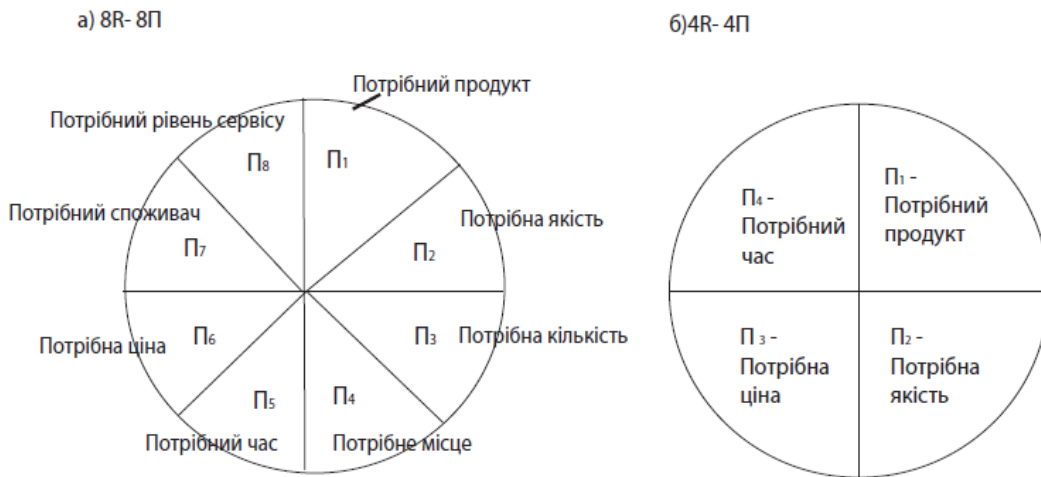 а) 8R- 8П
Потрібний продукт
Потрібний рівень сервісу
П8
П1
Потрібний споживач
Потрібна якість
П7
П2
Потрібна ціна
П6
П3
Потрібна кількість
П5
П4
Потрібний час
Потрібне місце
б)4R- 4П
П4 -
Потрібний
час
П1 -
Потрібний
продукт
П 3 -
Потрібна
ціна
П2 -
Потрібна
якість